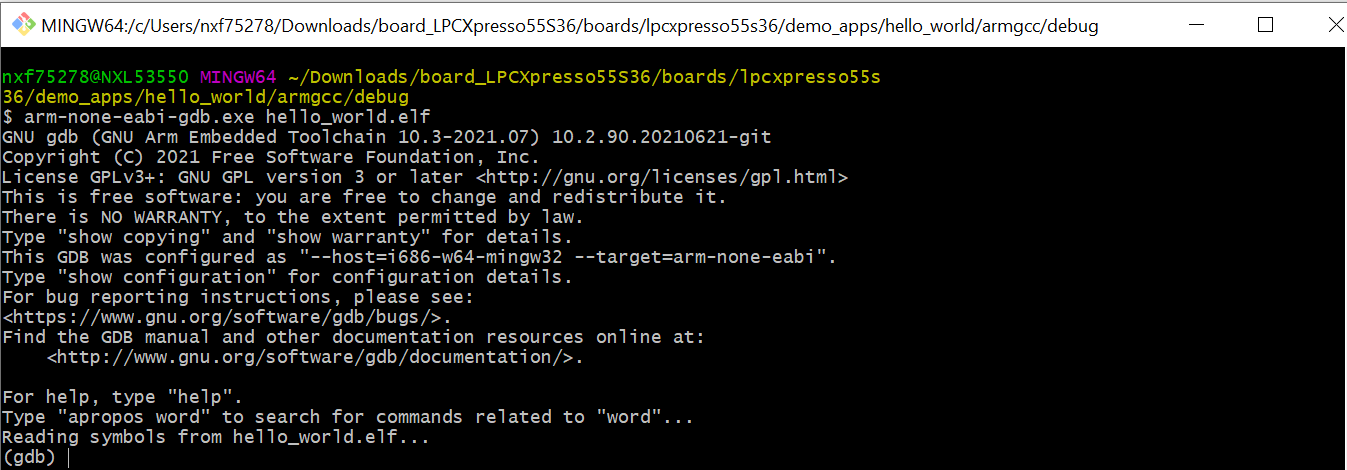 MINGW64:/c/Users/nxf75278/Downloads/board_LPCXpresso55S36/boards/lpcxpresso55s36/demo_apps/hello_world/armgcc/debug
nxf75278@NXL53550 MINGW64 ~/Downloads/board_LPCXpresso55S36/boards/lpcxpresso55s
36/demo_apps/hello_world/armgcc/debug
$ arm-none-eabi-gdb.exe hello_world.elf
GNU gdb (GNU Arm Embedded Toolchain 10.3-2021.07) 10.2.90.20210621-git
Copyright (C) 2021 Free Software Foundation, Inc.
License GPLv3+: GNU GPL version 3 or later <http://gnu.org/licenses/gpl.html>
This is free software: you are free to change and redistribute it.
There is NO WARRANTY, to the extent permitted by law.
Type "show copying" and "show warranty" for details.
This GDB was configured as "--host=i686-w64-mingw32 --target=arm-none-eabi".
Type "show configuration" for configuration details.
For bug reporting instructions, please see:
<https://www.gnu.org/software/gdb/bugs/>.
Find the GDB manual and other documentation resources online at:
    <http://www.gnu.org/software/gdb/documentation/>.
For help, type "help".
Type "apropos word" to search for commands related to "word"...
Reading symbols from hello_world.elf...
(gdb)